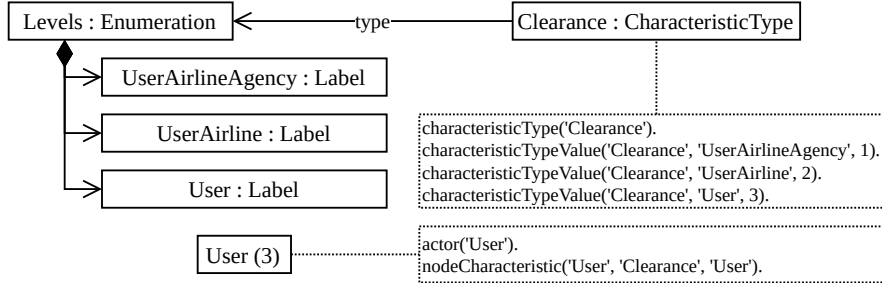 Levels : Enumeration
type
Clearance : CharacteristicType
UserAirlineAgency : Label
UserAirline : Label
User : Label
characteristicType('Clearance').
characteristicTypeValue('Clearance', 'UserAirlineAgency', 1).
characteristicTypeValue('Clearance', 'UserAirline', 2).
characteristicTypeValue('Clearance', 'User', 3).
User (3)
actor('User').
nodeCharacteristic('User', 'Clearance', 'User').